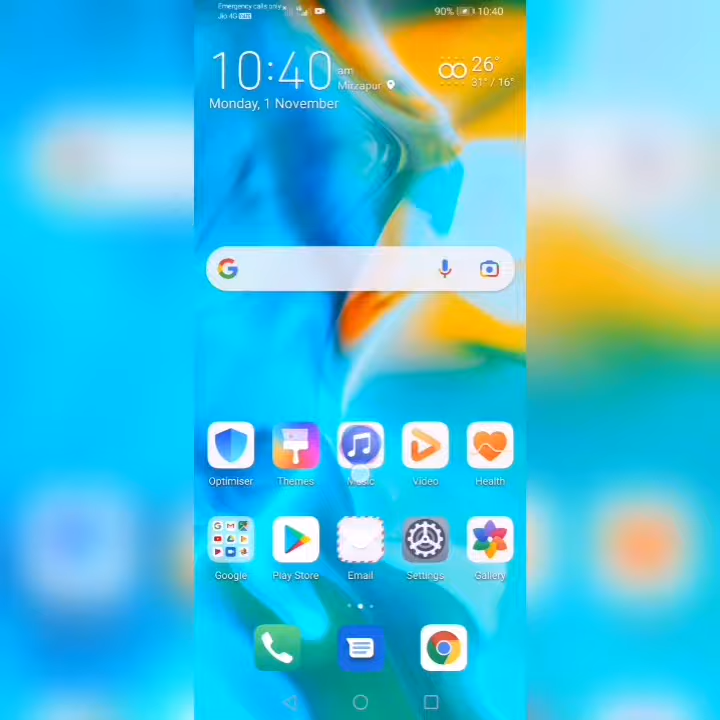 Emergency calls only
Jio 4G VoLTE
90% 10:40
10:40 am
Mirzapur
26°
31° / 16°
Monday, 1 November
Optimiser
Themes
Music
Video
Health
Google
Play Store
Email
Settings
Gallery